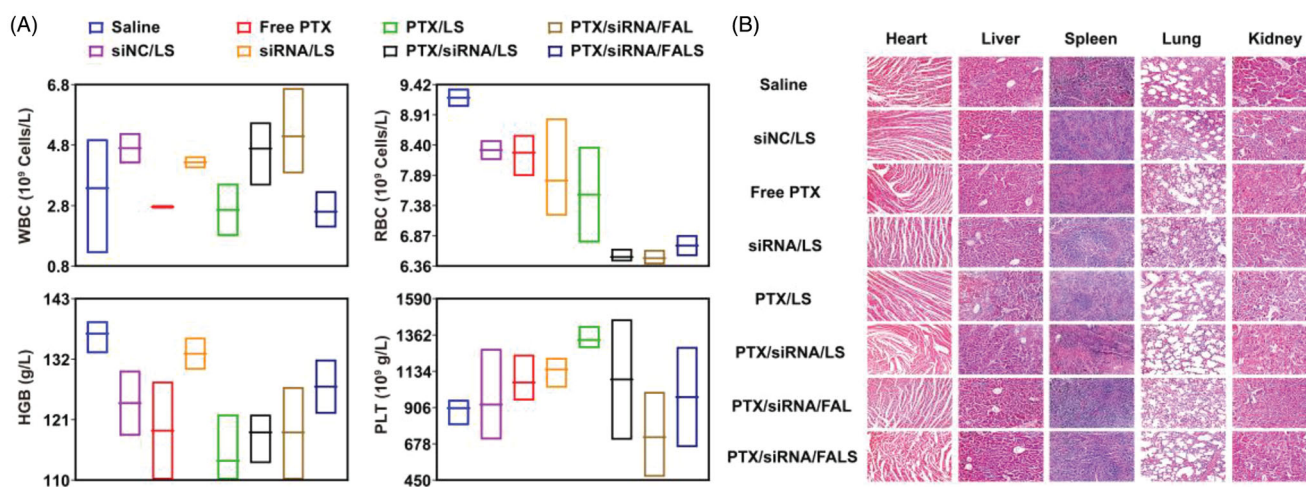 (A)
Saline
Free PTX
PTX/LS
PTX/siRNA/FAL
siNC/LS
siRNA/LS
PTX/siRNA/LS
PTX/siRNA/FALS
WBC (10⁹ Cells/L)
6.8
4.8
2.8
0.8
RBC (10⁹ Cells/L)
9.42
8.91
8.40
7.89
7.38
6.87
6.36
HGB (g/L)
143
132
121
110
PLT (10⁹ g/L)
1590
1362
1134
906
678
450
(B)
Heart Liver Spleen Lung Kidney
Saline
siNC/LS
Free PTX
siRNA/LS
PTX/LS
PTX/siRNA/LS
PTX/siRNA/FAL
PTX/siRNA/FALS